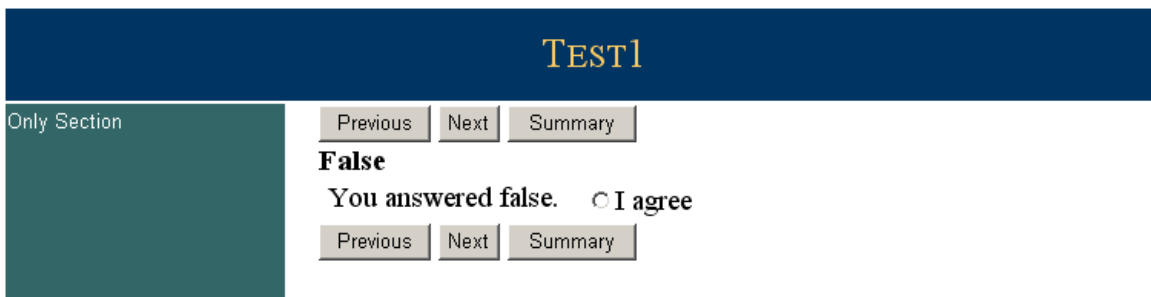 TEST1
Only Section
Previous Next Summary
False
You answered false. I agree
Previous Next Summary